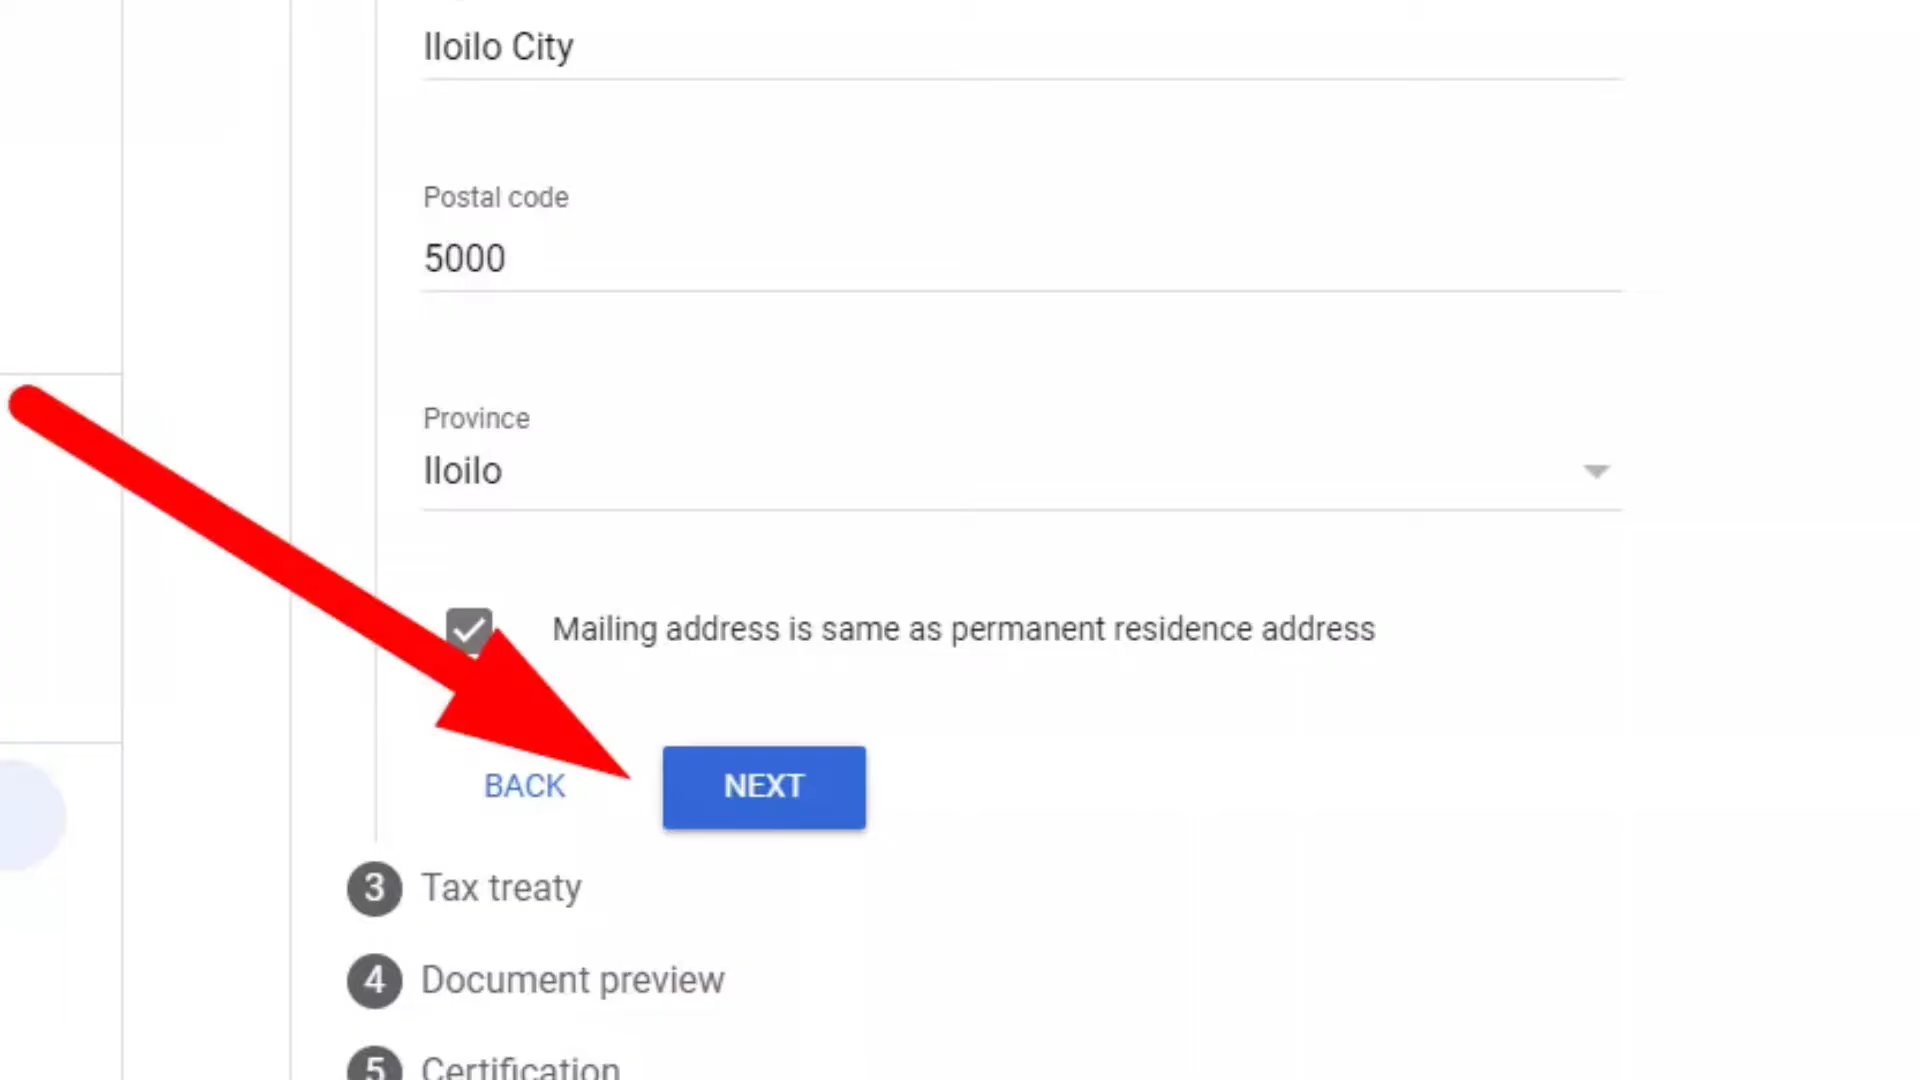 Iloilo City
Postal code
5000
Province
Iloilo
Mailing address is same as permanent residence address
BACK
NEXT
3 Tax treaty
4 Document preview
5 Certification